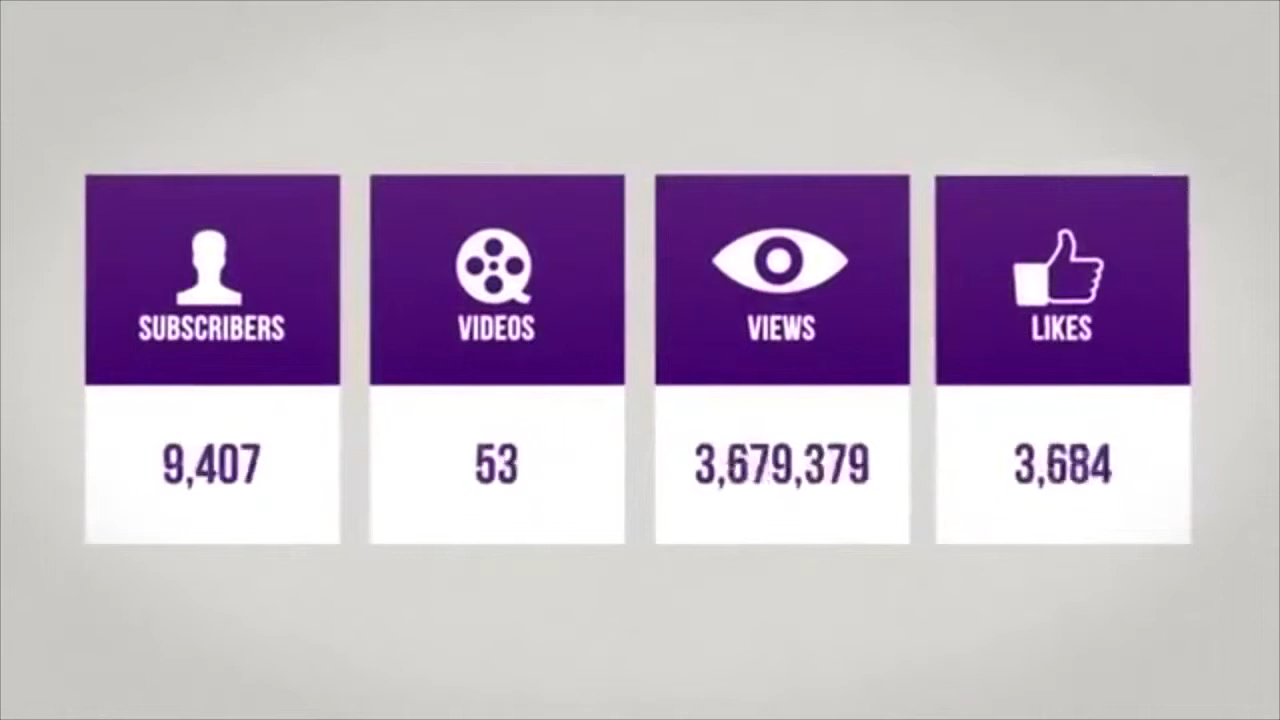 SUBSCRIBERS
9,407
VIDEOS
53
VIEWS
3,679,379
LIKES
3,684